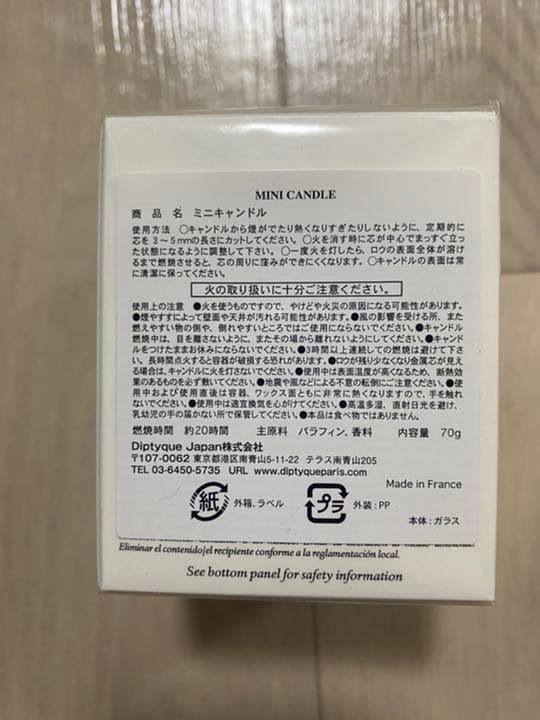 MINI CANDLE
商 品 名 ミニキャンドル
使用方法 〇キャンドルから煙がでたり熱くなりすぎたりしないように、定期的に
芯を3～5mmの長さにカットしてください。〇火を消す時に芯が中心でまっすぐ立っ
た状態になるように調整して下さい。〇一度火を灯したら、ロウの表面全体が溶け
るまで燃焼させると、芯の周りに窪みができにくくなります。〇キャンドルの表面は常
に清潔に保ってください。
火の取り扱いに十分ご注意ください。
使用上の注意 ●火を使うものですので、やけどや火災の原因になる可能性があります。
●煙やすすによって壁面や天井が汚れる可能性があります。●風の影響を受ける所、また
燃えやすい物の側や、倒れやすいところではご使用にならないでください。●キャンドル
燃焼中は、目を離さないように、またその場から離れないようにしてください。●キャン
ドルをつけたままお休みにならないでください。●3時間以上連続しての燃焼は避けて下さ
い。長時間点すると容器が破損する恐れがあります。●ロウが残り少なくなり金属芯が見え
る場合は、キャンドルに火を灯さないでください。●使用中は表面温度が高くなるため、断熱効
果のあるものを必ず敷いてください。●地震や風などによる不意の転倒にご注意ください。●使
用中および使用直後は容器、ワックス面ともに非常に熱くなりますので、手を触れ
ないでください。●使用中は適宜換気を心がけてください。●高温多湿、直射日光を避け、
乳幼児の手の届かない所で保管してください。●本品は食べ物ではありません。
燃焼時間 約20時間 主原料 パラフィン、香料 内容量 70g
Diptyque Japan株式会社
〒107-0062 東京都港区南青山5-11-22 テラス南青山205
TEL 03-6450-5735 URL www.diptyqueparis.com
Made in France
紙 外箱、ラベル プラ 外装:PP
本体:ガラス
Eliminar el contenido/el recipiente conforme a la reglamentación local.
See bottom panel for safety information